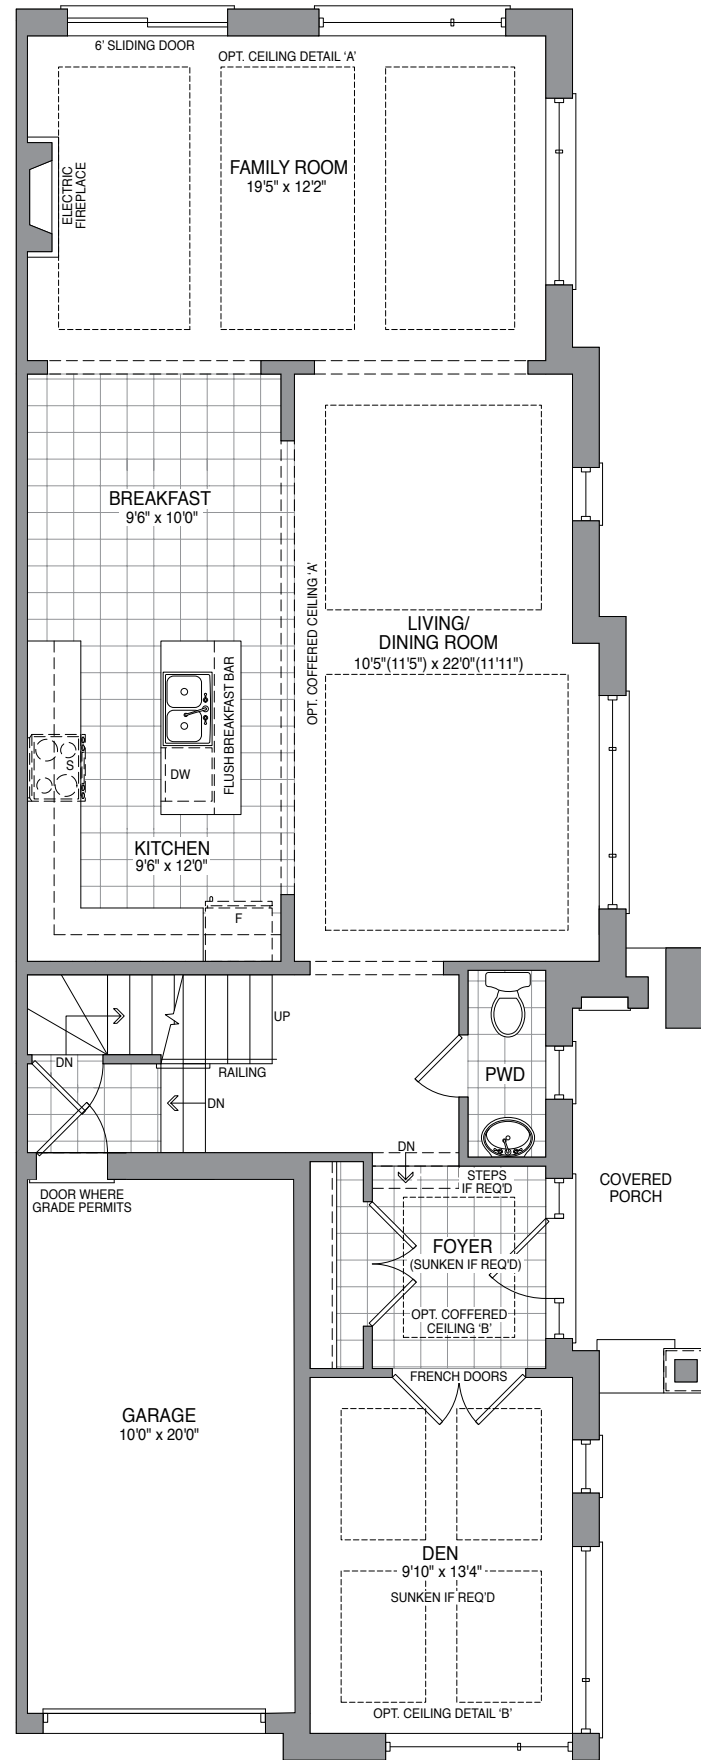 6' SLIDING DOOR
OPT. CEILING DETAIL 'A'
FAMILY ROOM
19'5" x 12'2"
ELECTRIC
FIREPLACE
BREAKFAST
9'6" x 10'0"
OPT. COFFERED CEILING 'A'
LIVING/
DINING ROOM
10'5"(11'5") x 22'0"(11'11")
FLUSH BREAKFAST BAR
S
DW
KITCHEN
9'6" x 12'0"
F
UP
DN
RAILING
DN
PWD
DN
STEPS
IF REQ'D
COVERED
PORCH
DOOR WHERE
GRADE PERMITS
FOYER
(SUNKEN IF REQ'D)
OPT. COFFERED
CEILING 'B'
FRENCH DOORS
GARAGE
10'0" x 20'0"
DEN
9'10" x 13'4"
SUNKEN IF REQ'D
OPT. CEILING DETAIL 'B'